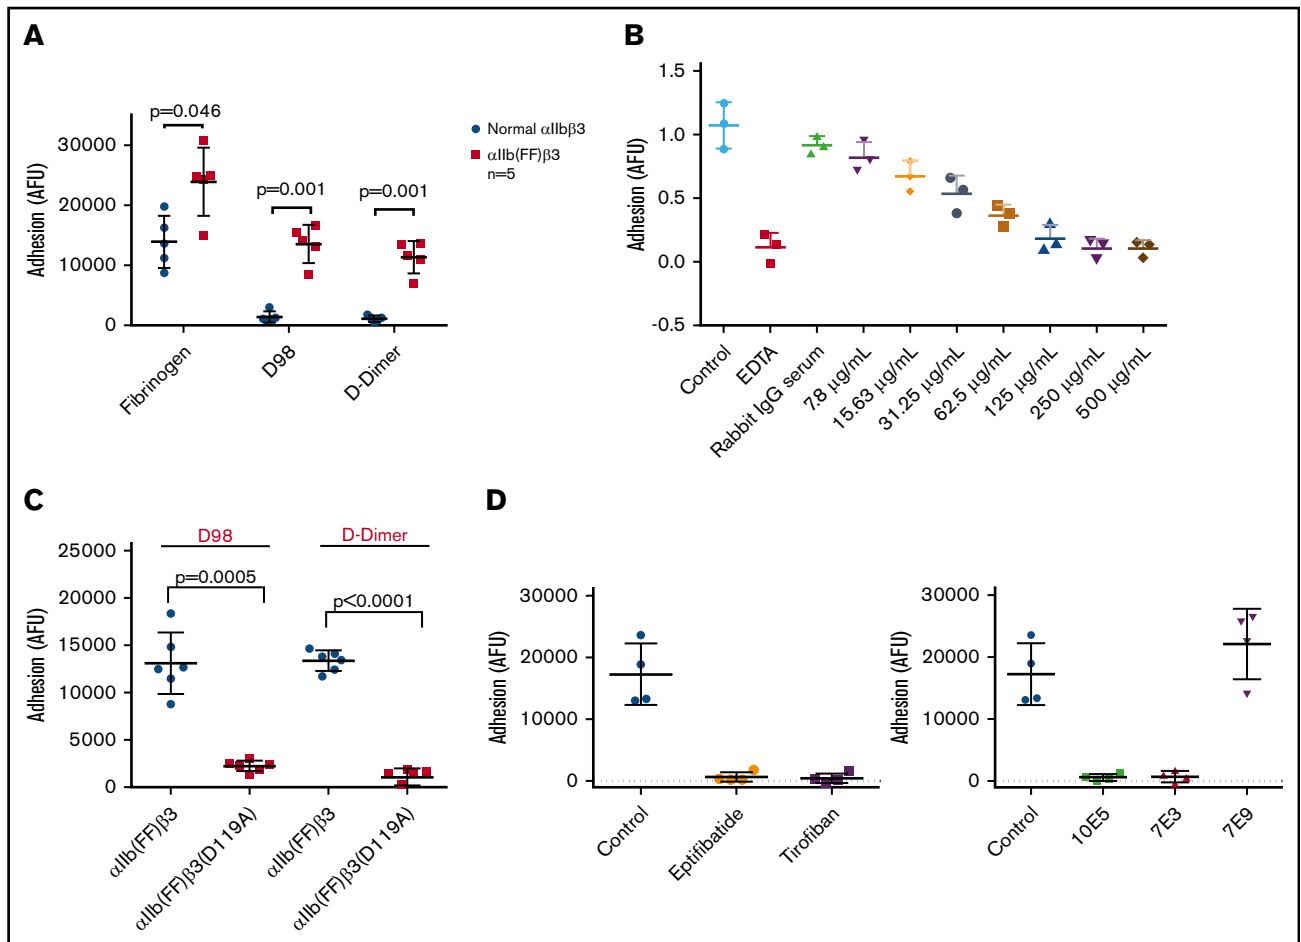 A
Adhesion (AFU)
30000
20000
10000
0
p=0.046
p=0.001
p=0.001
Fibrinogen
D98
D-Dimer
Normal αIIbβ3
αIIb(FF)β3
n=5
B
Adhesion (AFU)
1.5
1.0
0.5
0.0
-0.5
Control
EDTA
Rabbit IgG serum
7.8 μg/mL
15.63 μg/mL
31.25 μg/mL
62.5 μg/mL
125 μg/mL
250 μg/mL
500 μg/mL
C
Adhesion (AFU)
25000
20000
15000
10000
5000
0
D98
D-Dimer
p=0.0005
p<0.0001
αIIb(FF)β3
αIIb(FF)β3(D119A)
αIIb(FF)β3
αIIb(FF)β3(D119A)
D
Adhesion (AFU)
30000
20000
10000
0
Control
Eptifibatide
Tirofiban
Adhesion (AFU)
30000
20000
10000
0
Control
10E5
7E3
7E9